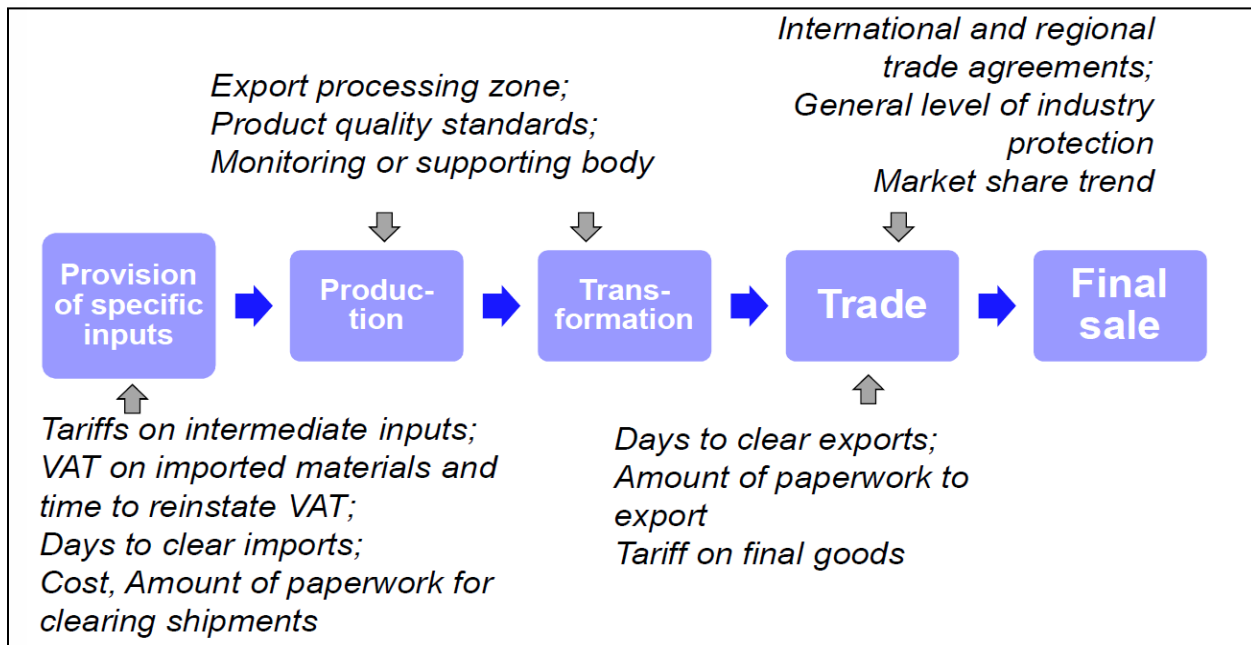 International and regional
trade agreements;
General level of industry
protection
Market share trend
Export processing zone;
Product quality standards;
Monitoring or supporting body
Provision
of specific
inputs
Produc-
tion
Trans-
formation
Trade
Final
sale
Tariffs on intermediate inputs;
VAT on imported materials and
time to reinstate VAT;
Days to clear imports;
Cost, Amount of paperwork for
clearing shipments
Days to clear exports;
Amount of paperwork to
export
Tariff on final goods